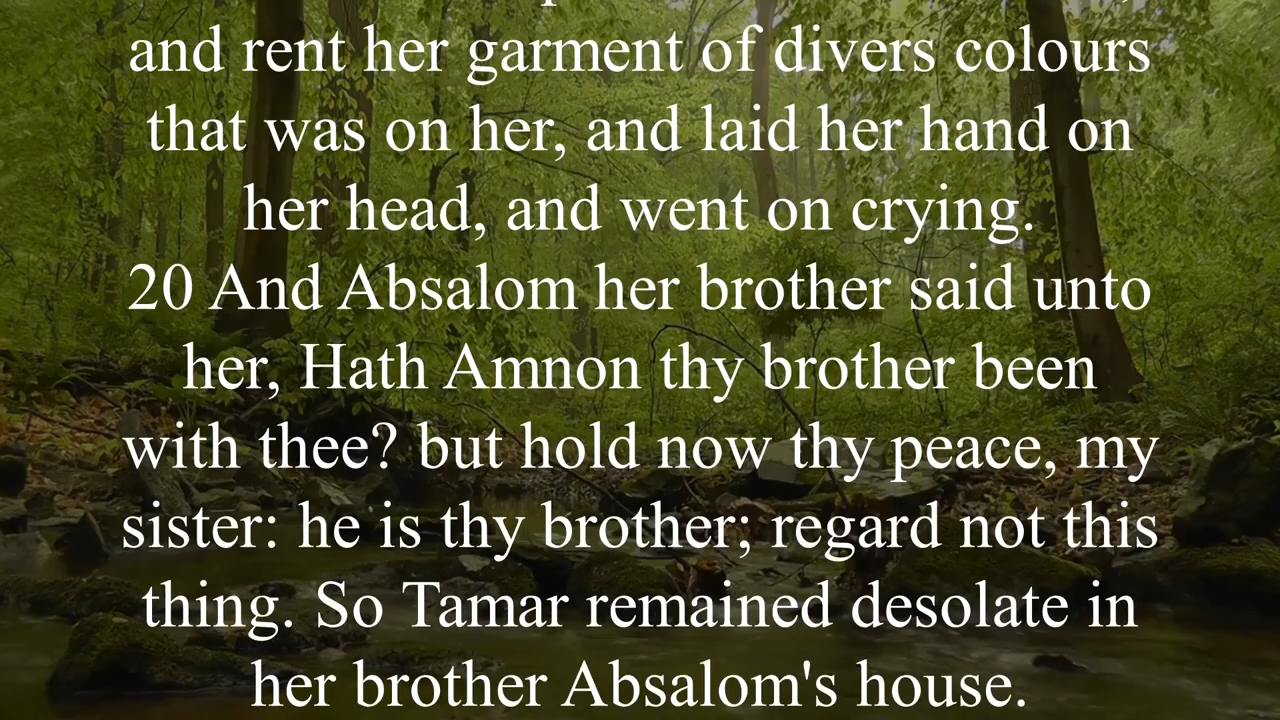 and rent her garment of divers colours
that was on her, and laid her hand on
her head, and went on crying.
20 And Absalom her brother said unto
her, Hath Amnon thy brother been
with thee? but hold now thy peace, my
sister: he is thy brother; regard not this
thing. So Tamar remained desolate in
her brother Absalom's house.